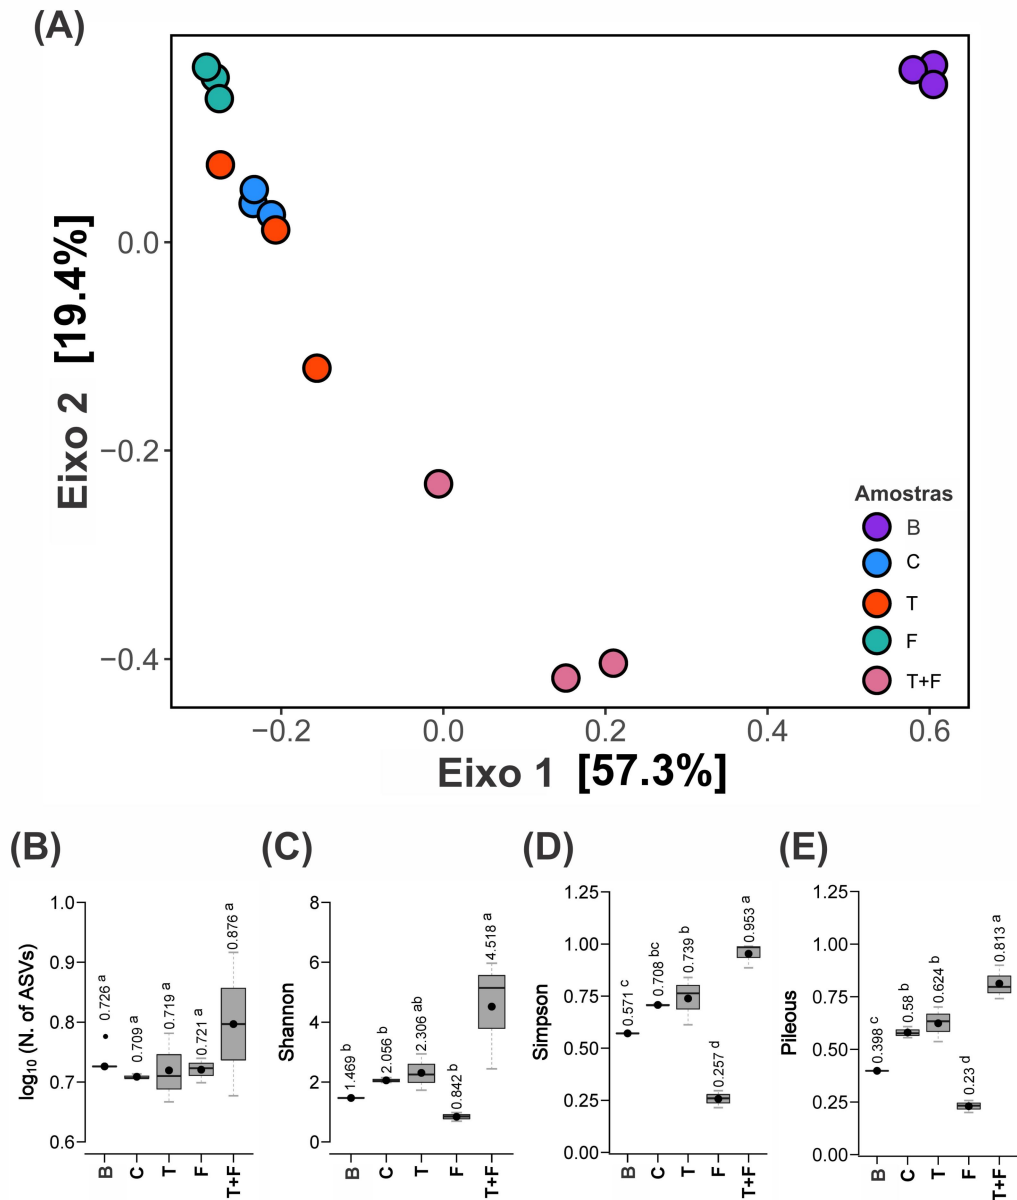 (A)
Eixo 2 [19.4%]
0.0
−0.2
−0.4
Amostras
B
C
T
F
T+F
−0.2
0.0
0.2
0.4
0.6
Eixo 1 [57.3%]
(B)
log10 (N. of ASVs)
1.0
0.9
0.8
0.7
0.6
0.726 a
0.709 a
0.719 a
0.721 a
0.876 a
B
C
T
F
T+F
(C)
Shannon
8
6
4
2
0
1.469 b
2.056 b
2.306 ab
0.842 b
4.518 a
B
C
T
F
T+F
(D)
Simpson
1.25
1.00
0.75
0.50
0.25
0.00
0.571 c
0.708 bc
0.739 b
0.257 d
0.953 a
B
C
T
F
T+F
(E)
Pileous
1.25
1.00
0.75
0.50
0.25
0.00
0.398 c
0.58 b
0.624 b
0.23 d
0.813 a
B
C
T
F
T+F